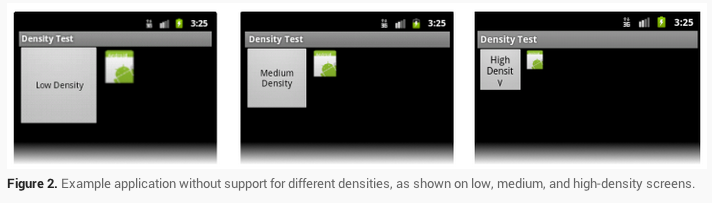 3:25
Density Test
Low Density
3:25
Density Test
Medium
Density
3G
3:25
Density Test
High
Densit
y
Figure 2. Example application without support for different densities, as shown on low, medium, and high-density screens.